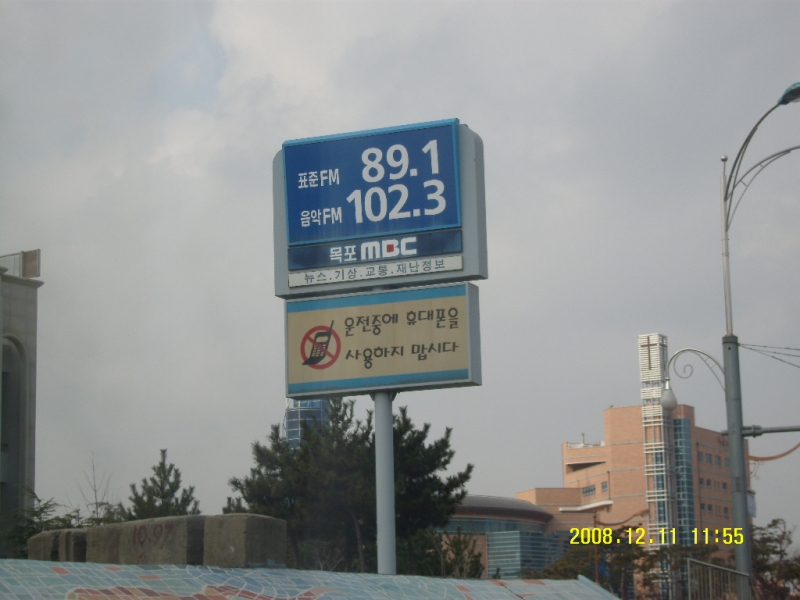 표준FM 89.1
음악FM 102.3
목포 MBC
뉴스.기상.교통.재난정보
운전중에 휴대폰을
사용하지 맙시다
2008.12.11 11:55